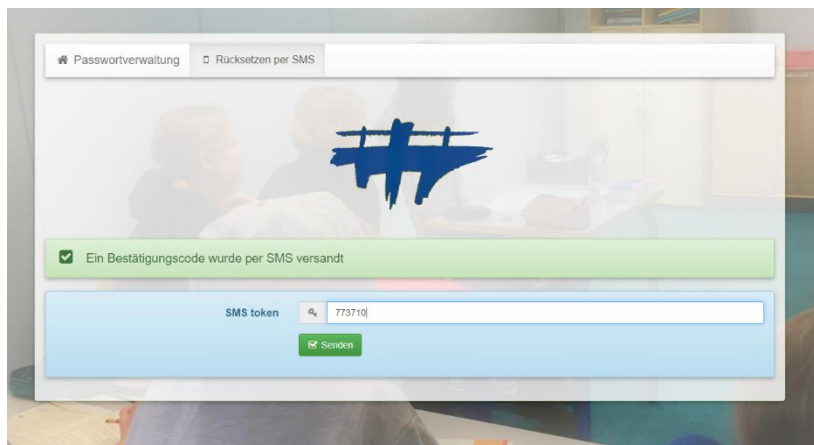 Passwortverwaltung
Rücksetzen per SMS
Ein Bestätigungscode wurde per SMS versandt
SMS token
773710
Senden